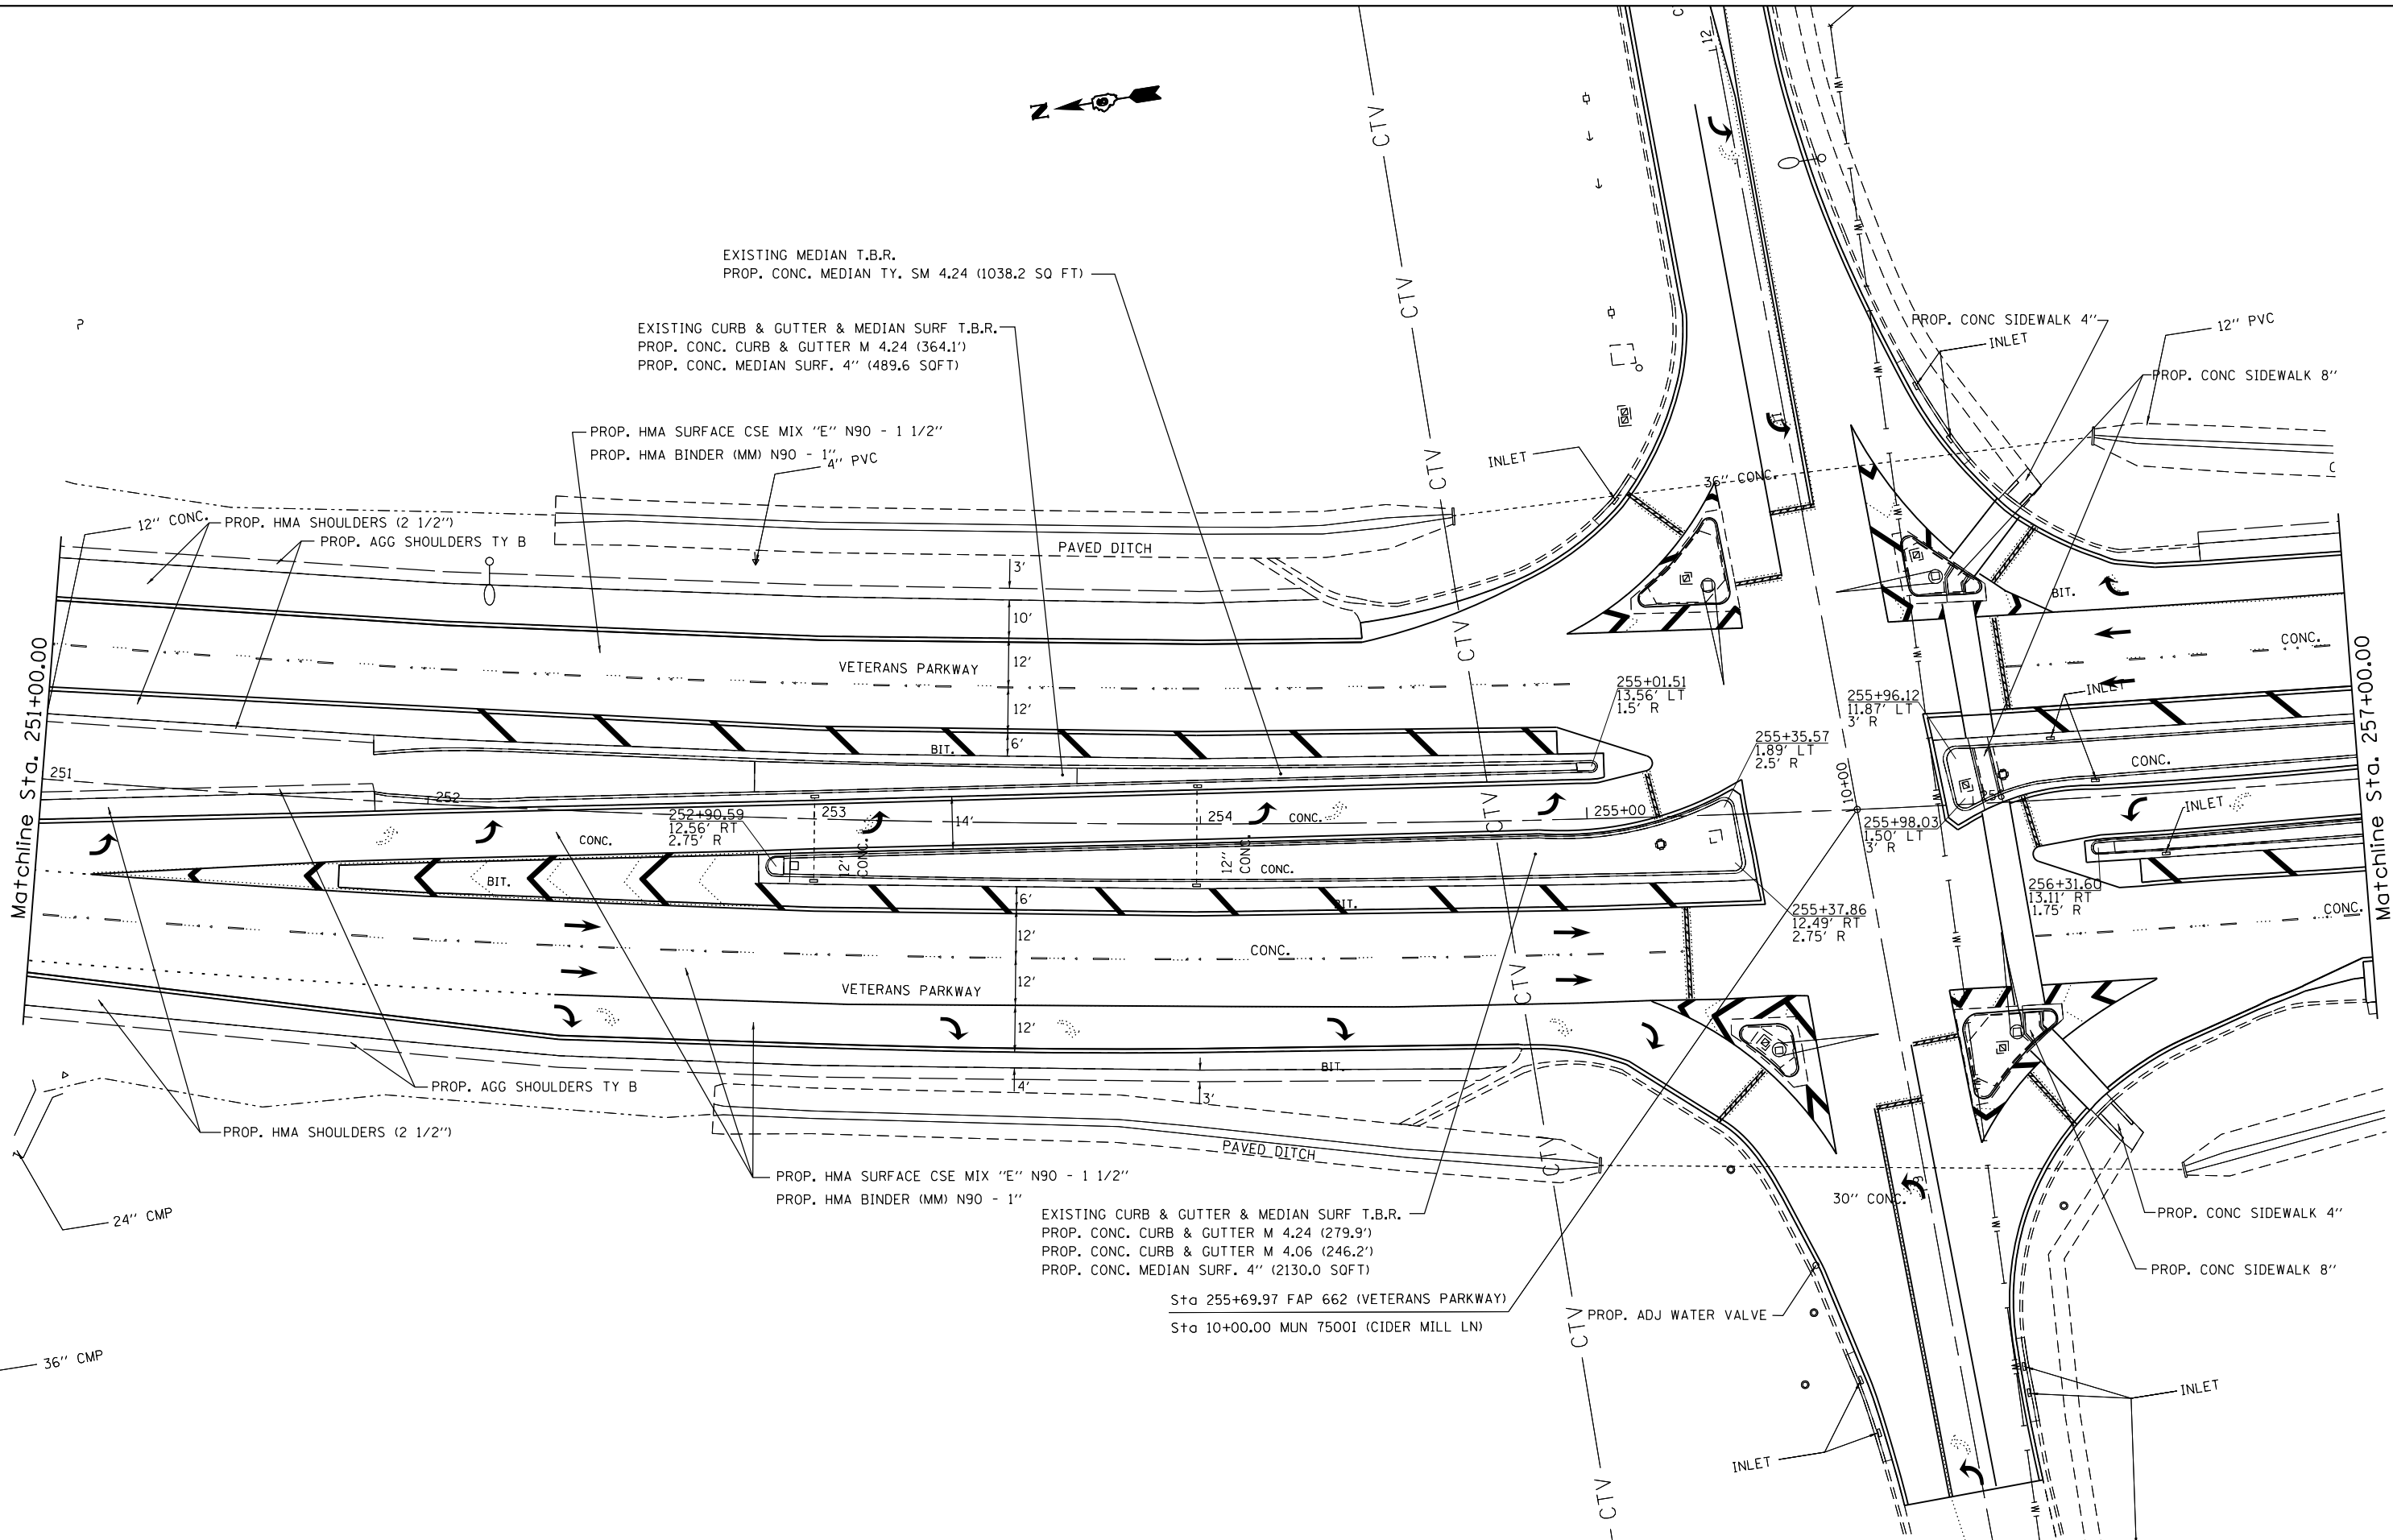 N
EXISTING MEDIAN T.B.R.
PROP. CONC. MEDIAN TY. SM 4.24 (1038.2 SQ FT)
EXISTING CURB & GUTTER & MEDIAN SURF T.B.R.
PROP. CONC. CURB & GUTTER M 4.24 (364.1')
PROP. CONC. MEDIAN SURF. 4'' (489.6 SQFT)
PROP. HMA SURFACE CSE MIX "E" N90 - 1 1/2''
PROP. HMA BINDER (MM) N90 - 1''
4'' PVC
12'' CONC.
PROP. HMA SHOULDERS (2 1/2'')
PROP. AGG SHOULDERS TY B
PAVED DITCH
3'
10'
12'
12'
6'
VETERANS PARKWAY
BIT.
CTV
CTV
CTV
CTV
CTV
CTV
CTV
CTV
CTV
CTV
CTV
12
11
W
W
W
W
W
W
W
W
W
W
W
W
PROP. CONC SIDEWALK 4''
INLET
12'' PVC
PROP. CONC SIDEWALK 8''
INLET
36'' CONC.
BIT.
CONC.
INLET
CONC.
INLET
CONC.
Matchline Sta. 251+00.00
Matchline Sta. 257+00.00
251
252
253
254
255+00
10+00
255+01.51
13.56' LT
1.5' R
255+96.12
11.87' LT
3' R
255+35.57
1.89' LT
2.5' R
255+98.03
1.50' LT
3' R
252+90.59
12.56' RT
2.75' R
256+31.60
13.11' RT
1.75' R
255+37.86
12.49' RT
2.75' R
14'
CONC.
CONC.
12'' CONC.
12'' CONC.
CONC.
BIT.
BIT.
6'
12'
CONC.
12'
VETERANS PARKWAY
12'
BIT.
4'
3'
PAVED DITCH
PROP. AGG SHOULDERS TY B
PROP. HMA SHOULDERS (2 1/2'')
PROP. HMA SURFACE CSE MIX "E" N90 - 1 1/2''
PROP. HMA BINDER (MM) N90 - 1''
24'' CMP
36'' CMP
EXISTING CURB & GUTTER & MEDIAN SURF T.B.R.
PROP. CONC. CURB & GUTTER M 4.24 (279.9')
PROP. CONC. CURB & GUTTER M 4.06 (246.2')
PROP. CONC. MEDIAN SURF. 4'' (2130.0 SQFT)
Sta 255+69.97 FAP 662 (VETERANS PARKWAY)
Sta 10+00.00 MUN 7500I (CIDER MILL LN)
PROP. ADJ WATER VALVE
30'' CONC.
PROP. CONC SIDEWALK 4''
PROP. CONC SIDEWALK 8''
INLET
INLET